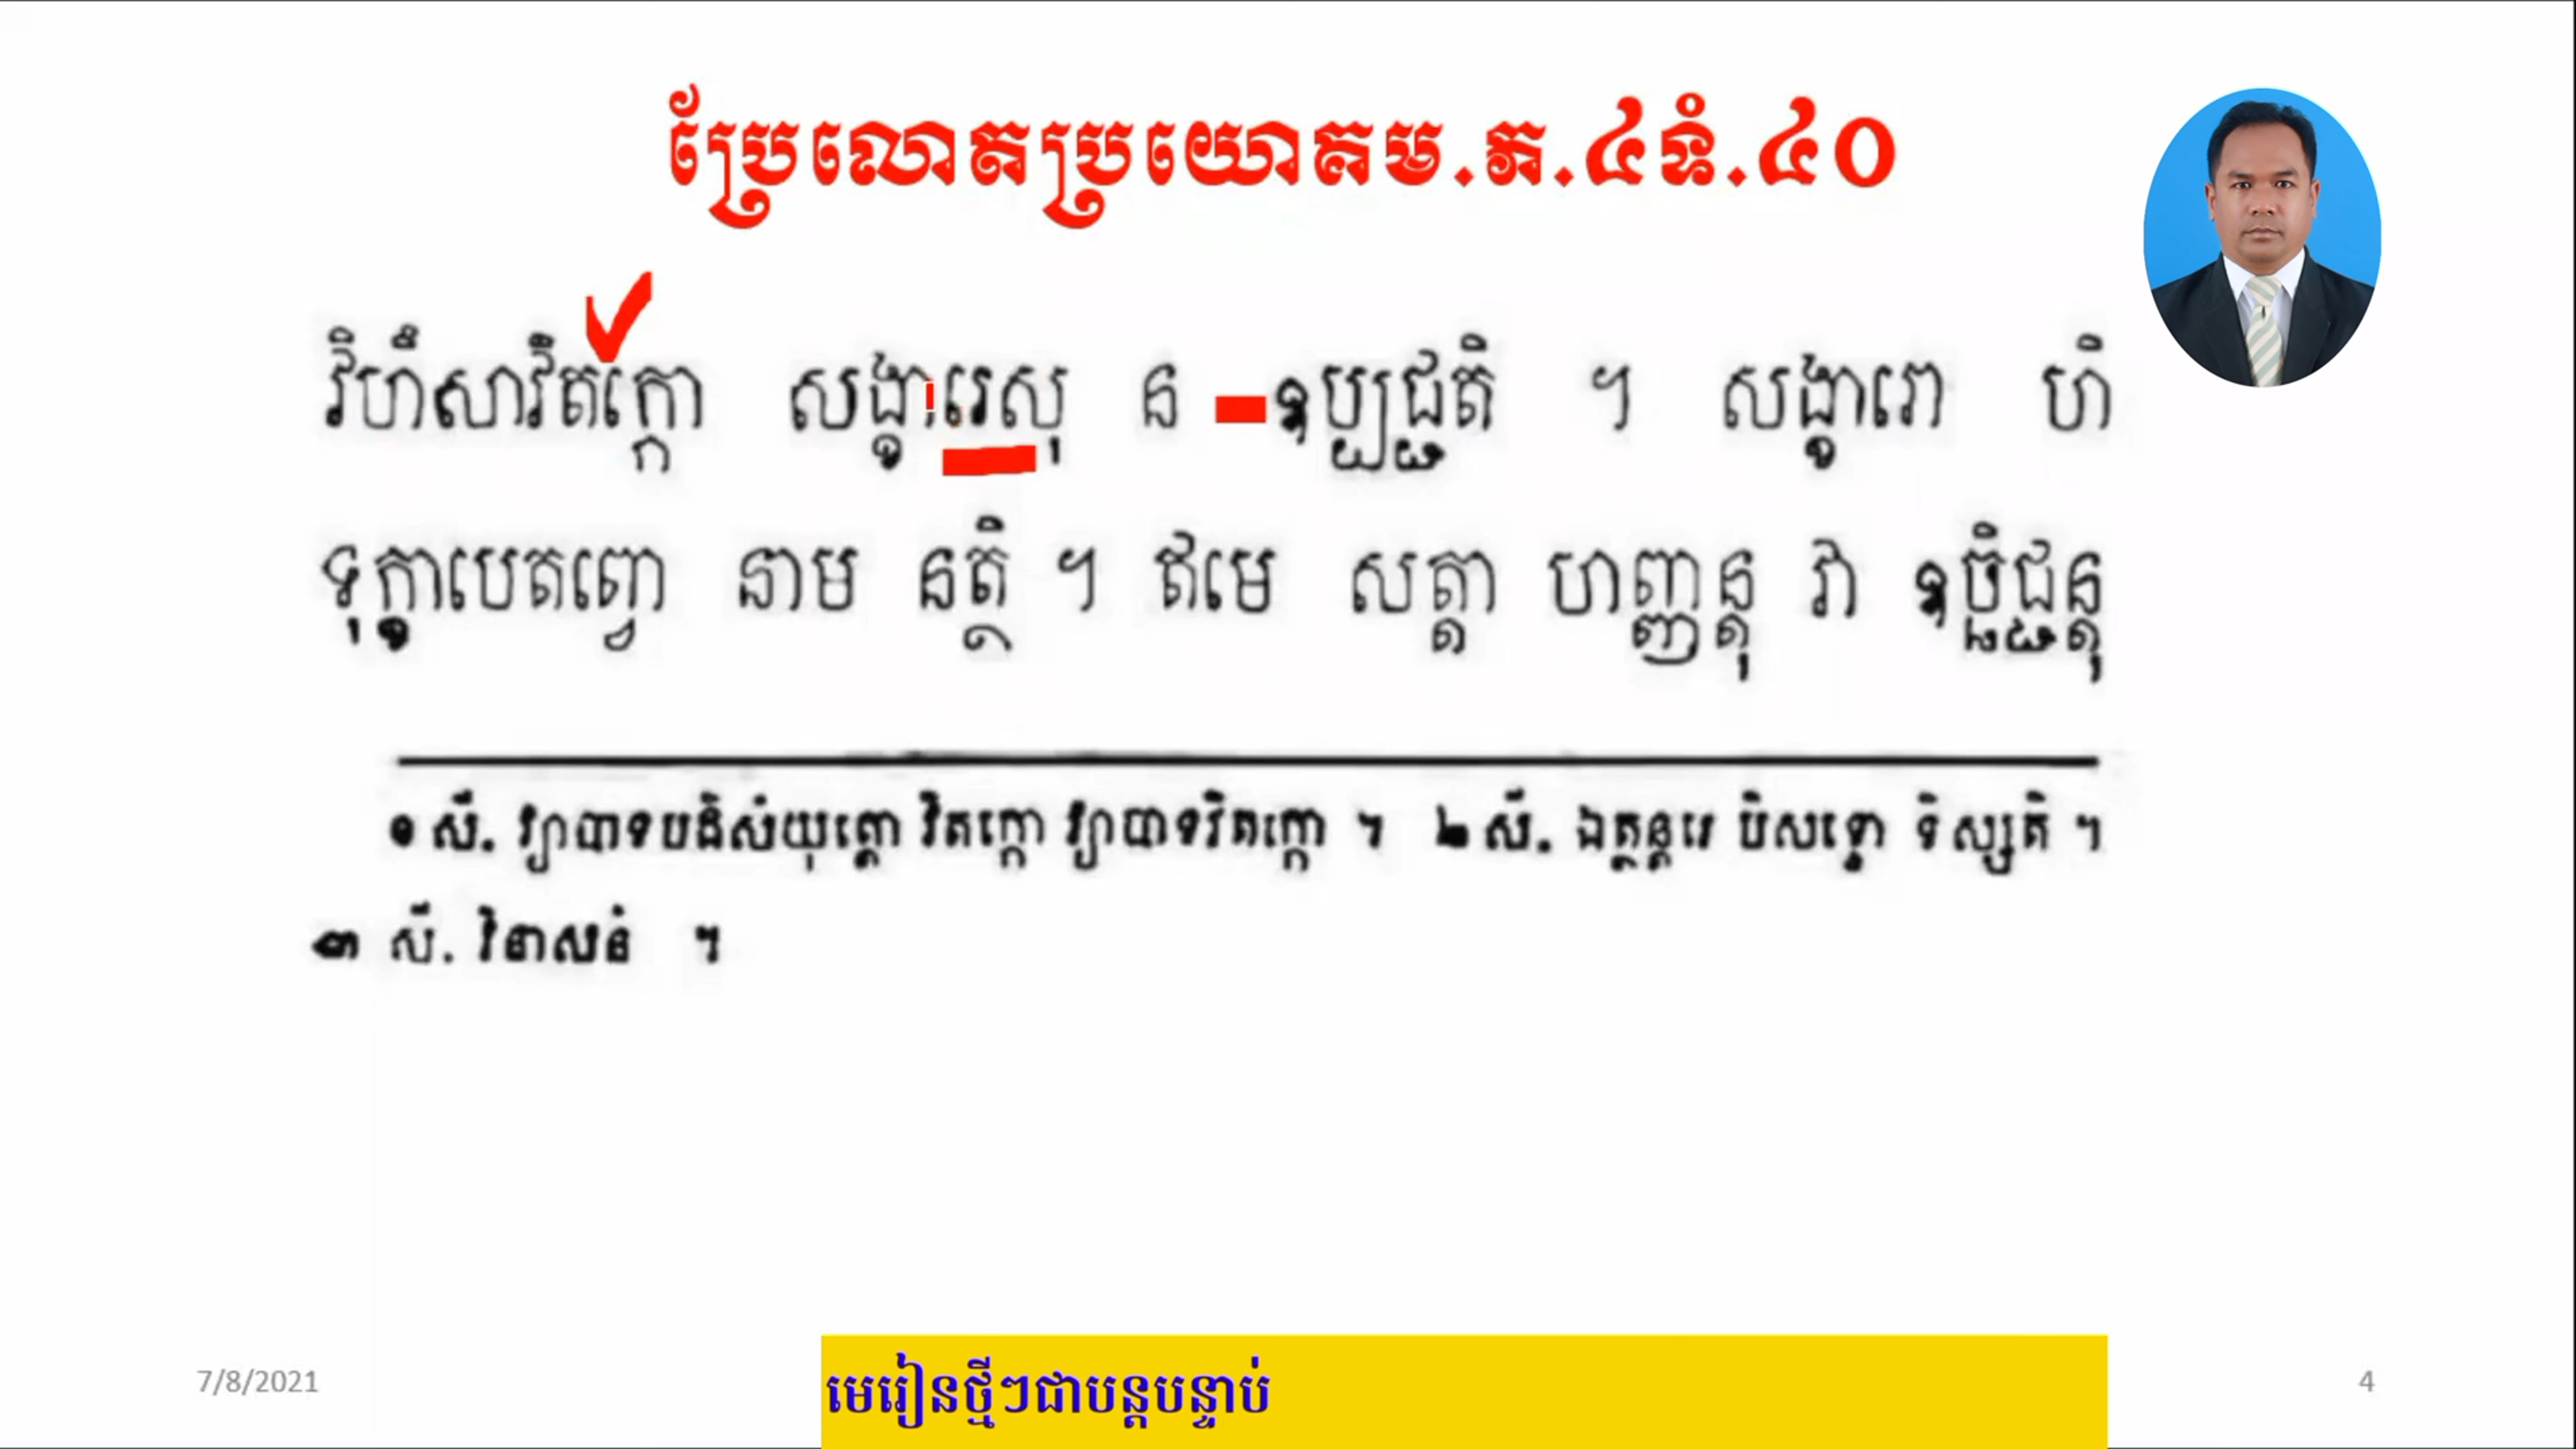 ប្រែលោតប្រយោគម.ភ.៤ទំ.៤០
វិហឹសាវិតក្កោ សង្ខារេសុ ន ឧប្បជ្ជតិ ។ សង្ខារោ ហិ
ទុក្ខាបេតព្វោ នាម នត្ថិ ។ ឥមេ សត្តា ហញ្ញន្តុ វា ឧច្ឆិជ្ជន្តុ
១ សី. វ្យាបាទបដិសំយុត្តោ វិតក្កោ វ្យាបាទវិតក្កោ ។ ២ សី. ឯត្ថន្តរេ បិសទ្ទោ ទិស្សតិ ។
៣ សី. វិនាសនំ ។
មេរៀនថ្មីៗជាបន្តបន្ទាប់
7/8/2021
4